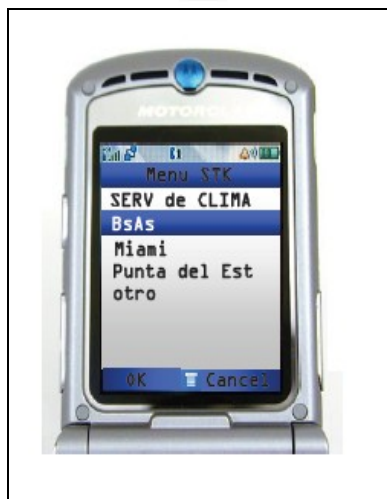 MOTOROLA
Menu STK
SERV de CLIMA
BsAs
Miami
Punta del Est
otro
OK Cancel